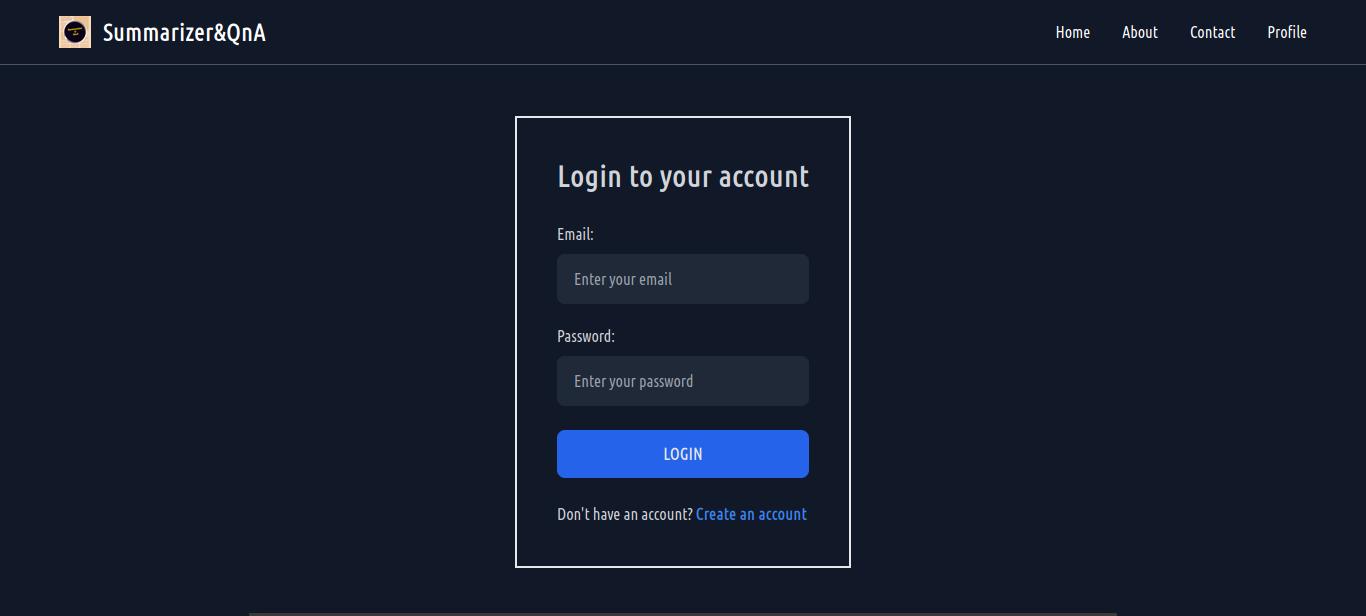 Summarizer&QnA
Home
About
Contact
Profile
Login to your account
Email:
Enter your email
Password:
Enter your password
LOGIN
Don't have an account? Create an account